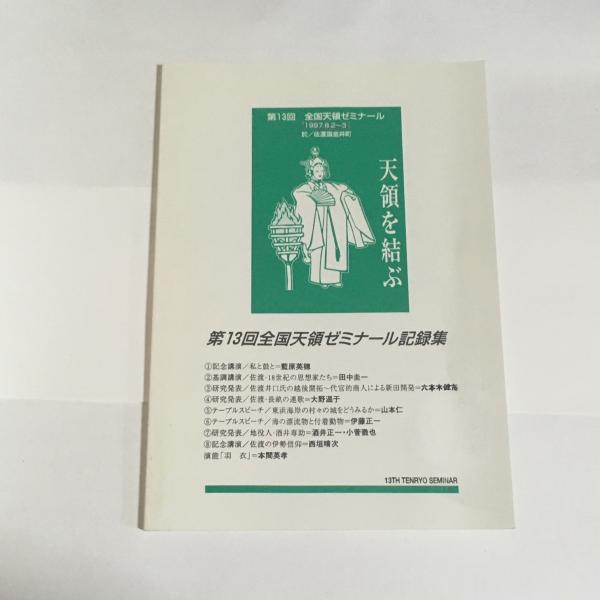 第13回 全国天領ゼミナール
'1997.8.2〜3
於／佐渡国金井町
天領を結ぶ
第13回全国天領ゼミナール記録集
①記念講演／私と鼓と=藍原英穂
②基調講演／佐渡・18世紀の思想家たち=田中圭一
③研究発表／佐渡井口氏の越後開拓〜代官的商人による新田開発=六本木健志
④研究発表／佐渡・長畝の連歌=大野温于
⑤テーブルスピーチ／東浜海岸の村々の城をどうみるか=山本仁
⑥テーブルスピーチ／海の漂流物と付着動物=伊藤正一
⑦研究発表／地役人・酒井専助=酒井正一・小菅徹也
⑧記念講演／佐渡の伊勢信仰=西垣晴次
演能「羽 衣」=本間英孝
13TH TENRYO SEMINAR